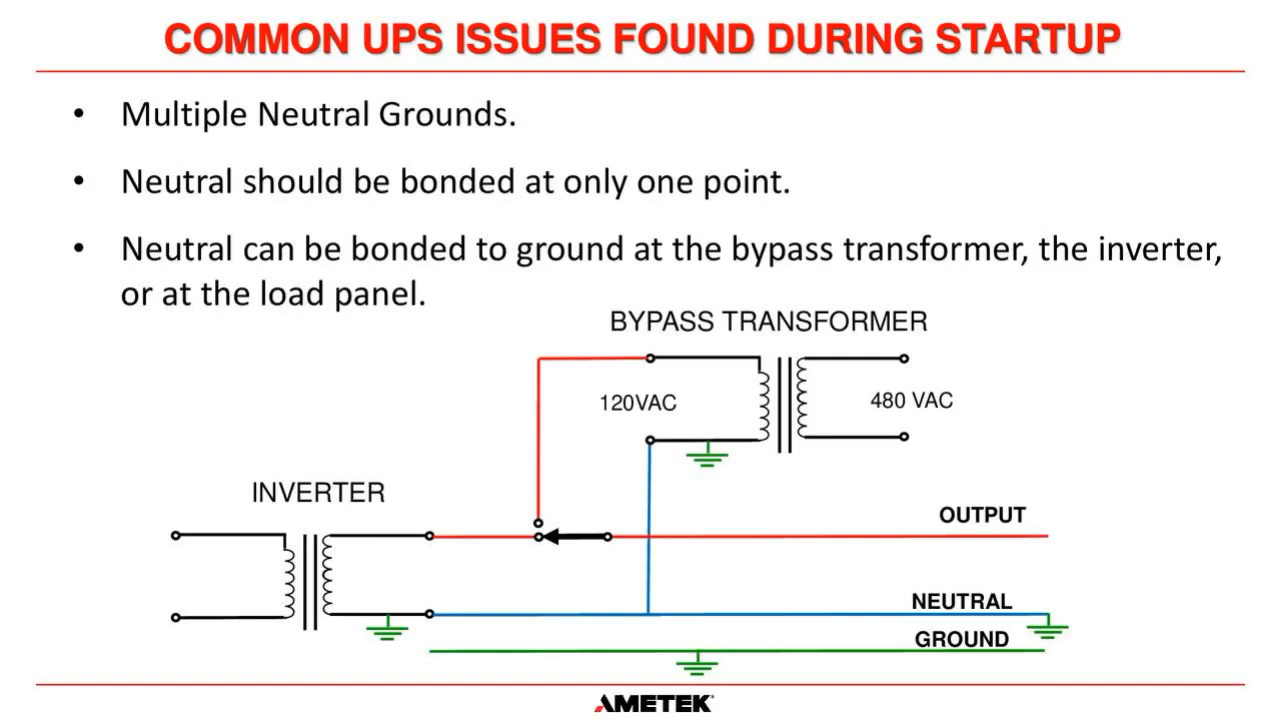 COMMON UPS ISSUES FOUND DURING STARTUP
• Multiple Neutral Grounds.
• Neutral should be bonded at only one point.
• Neutral can be bonded to ground at the bypass transformer, the inverter,
or at the load panel.
BYPASS TRANSFORMER
120VAC
480 VAC
INVERTER
OUTPUT
NEUTRAL
GROUND
AMETEK